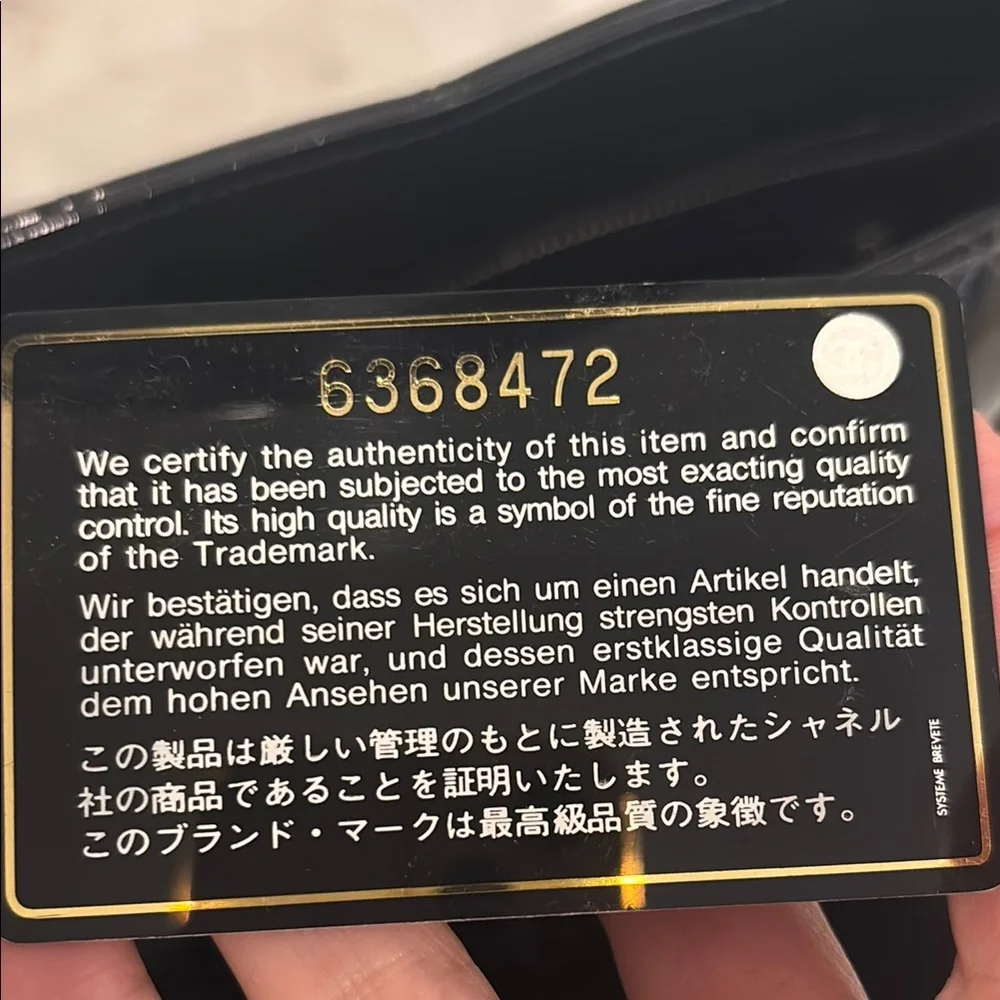 6368472
We certify the authenticity of this item and confirm
that it has been subjected to the most exacting quality
control. Its high quality is a symbol of the fine reputation
of the Trademark.
Wir bestätigen, dass es sich um einen Artikel handelt,
der während seiner Herstellung strengsten Kontrollen
unterworfen war, und dessen erstklassige Qualität
dem hohen Ansehen unserer Marke entspricht.
この製品は厳しい管理のもとに製造されたシャネル
社の商品であることを証明いたします。
このブランド・マークは最高級品質の象徴です。
SYSTEME BREVETE